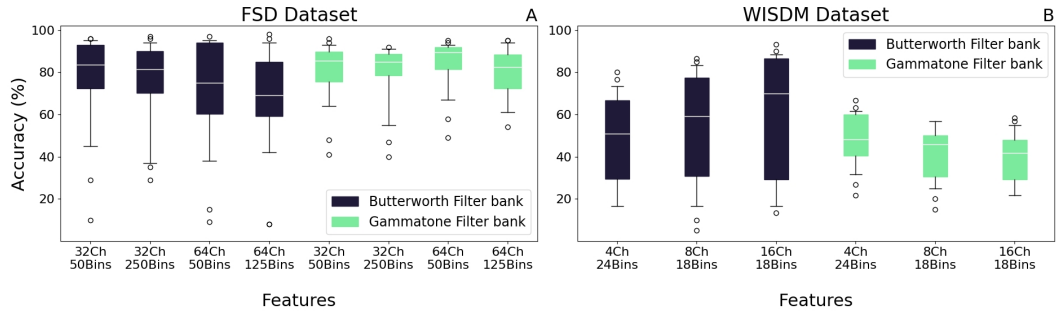 FSD Dataset
A
Accuracy (%)
100
80
60
40
20
Butterworth Filter bank
Gammatone Filter bank
32Ch 32Ch 64Ch 64Ch 32Ch 32Ch 64Ch 64Ch
50Bins 250Bins 50Bins 125Bins 50Bins 250Bins 50Bins 125Bins
Features
WISDM Dataset
B
100
80
60
40
20
Butterworth Filter bank
Gammatone Filter bank
4Ch 8Ch 16Ch 4Ch 8Ch 16Ch
24Bins 18Bins 18Bins 24Bins 18Bins 18Bins
Features